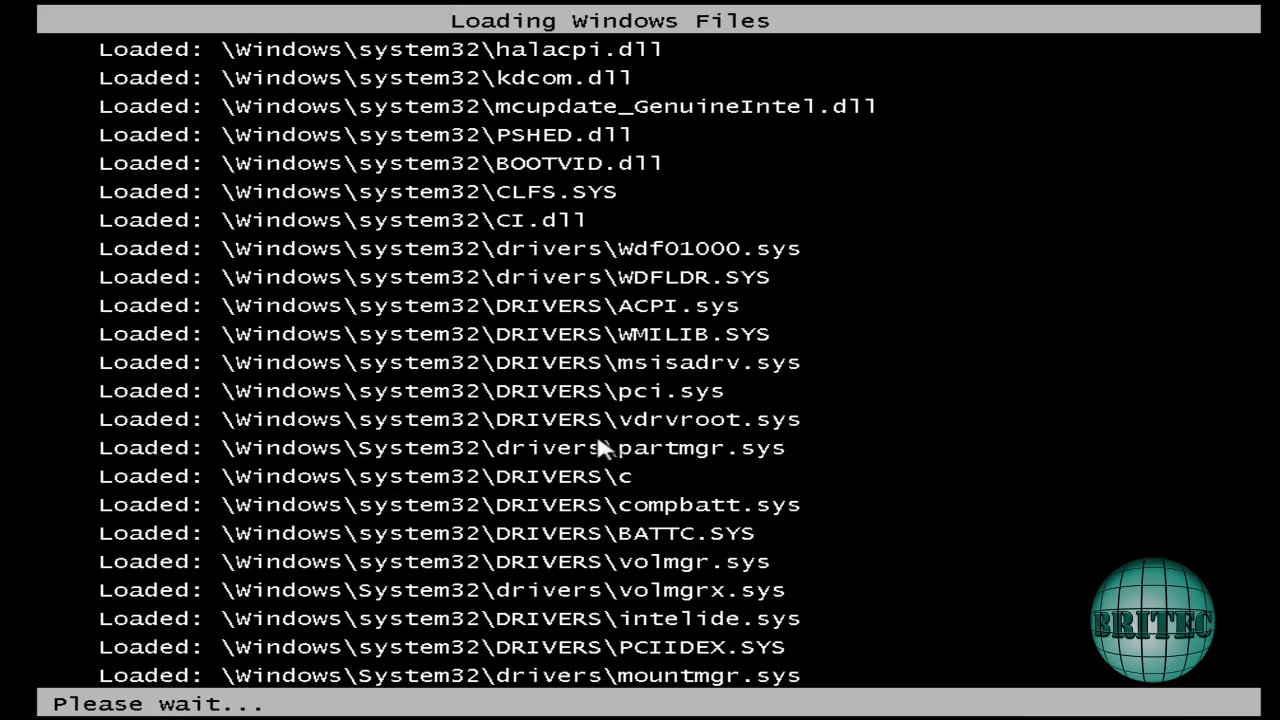 Loading Windows Files
Loaded: \Windows\system32\halacpi.dll
Loaded: \Windows\system32\kdcom.dll
Loaded: \Windows\system32\mcupdate_GenuineIntel.dll
Loaded: \Windows\system32\PSHED.dll
Loaded: \Windows\system32\BOOTVID.dll
Loaded: \Windows\system32\CLFS.SYS
Loaded: \Windows\system32\CI.dll
Loaded: \Windows\system32\drivers\Wdf01000.sys
Loaded: \Windows\system32\drivers\WDFLDR.SYS
Loaded: \Windows\system32\DRIVERS\ACPI.sys
Loaded: \Windows\system32\DRIVERS\WMILIB.SYS
Loaded: \Windows\system32\DRIVERS\msisadrv.sys
Loaded: \Windows\system32\DRIVERS\pci.sys
Loaded: \Windows\system32\DRIVERS\vdrvroot.sys
Loaded: \Windows\System32\drivers\partmgr.sys
Loaded: \Windows\system32\DRIVERS\c
Loaded: \Windows\system32\DRIVERS\compbatt.sys
Loaded: \Windows\system32\DRIVERS\BATTC.SYS
Loaded: \Windows\system32\DRIVERS\volmgr.sys
Loaded: \Windows\System32\drivers\volmgrx.sys
Loaded: \Windows\system32\DRIVERS\intelide.sys
Loaded: \Windows\system32\DRIVERS\PCIIDEX.SYS
Loaded: \Windows\System32\drivers\mountmgr.sys
BRITEC
Please wait...